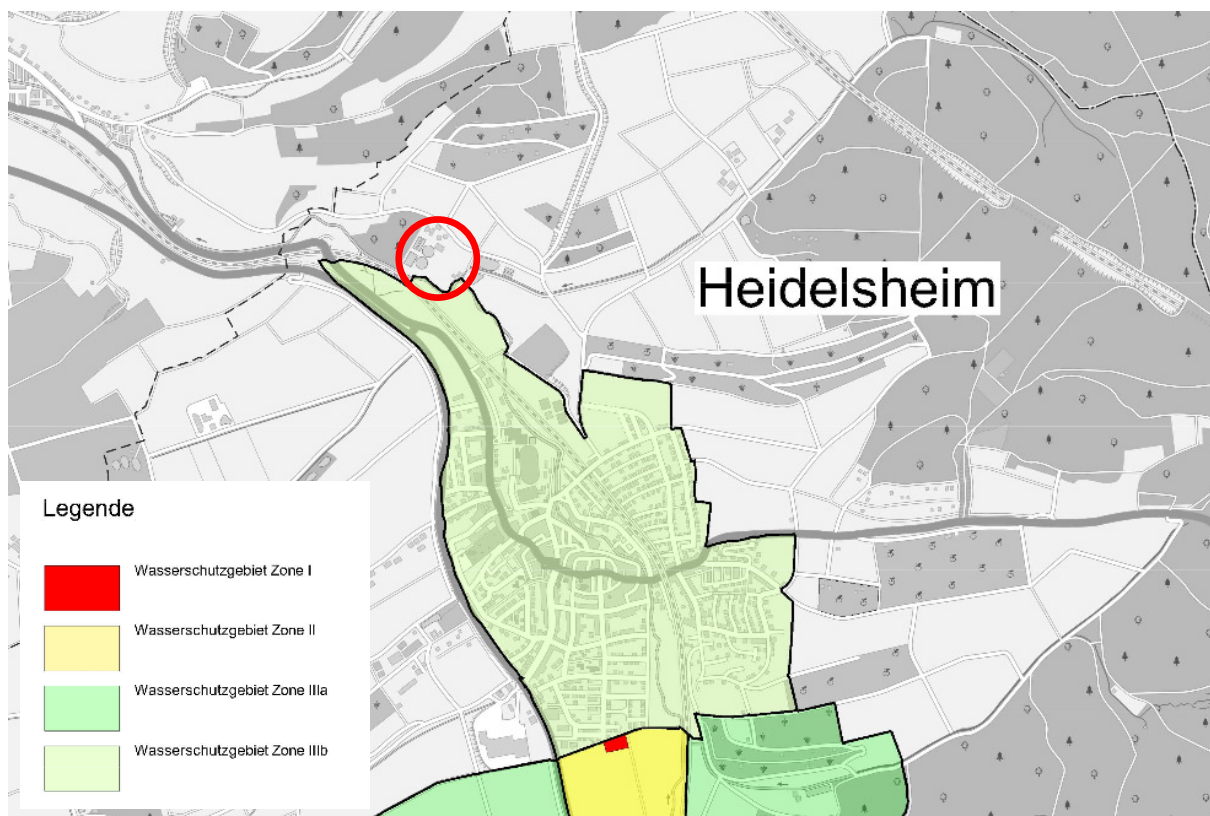 Heidelsheim
Legende
Wasserschutzgebiet Zone I
Wasserschutzgebiet Zone II
Wasserschutzgebiet Zone IIIa
Wasserschutzgebiet Zone IIIb